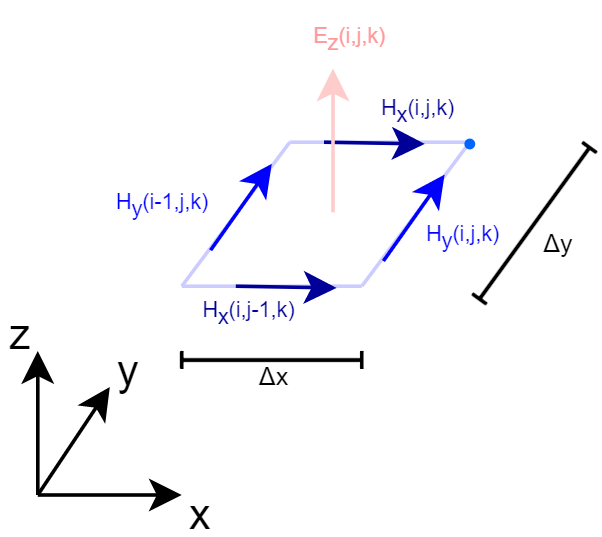 Ez(i,j,k)
Hx(i,j,k)
Hy(i-1,j,k)
Hy(i,j,k)
Δy
Hx(i,j-1,k)
z
y
Δx
x